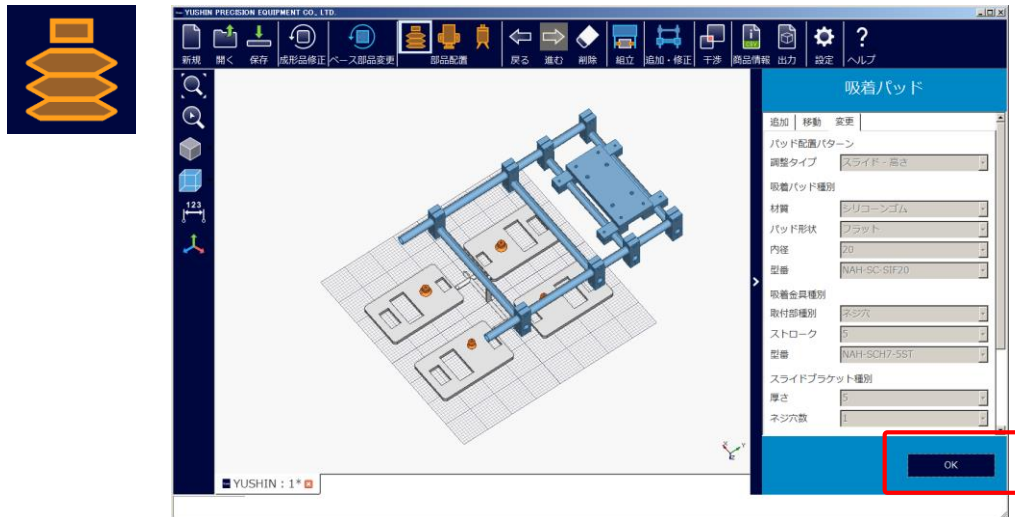 YUSHIN PRECISION EQUIPMENT CO., LTD.
新規 開く 保存 成形品修正 ベース部品変更 部品配置 戻る 進む 削除 組立 追加・修正 干渉 商品情報 出力 設定 ヘルプ
CSV
?
123
吸着パッド
追加 移動 変更
パッド配置パターン
調整タイプ スライド - 高さ
吸着パッド種別
材質 シリコーンゴム
パッド形状 フラット
内径 20
型番 NAH-SC-SIF20
吸着金具種別
取付部種別 ネジ穴
ストローク 5
型番 NAH-SCH7-5ST
スライドブラケット種別
厚さ 5
ネジ穴数 1
OK
YUSHIN : 1*